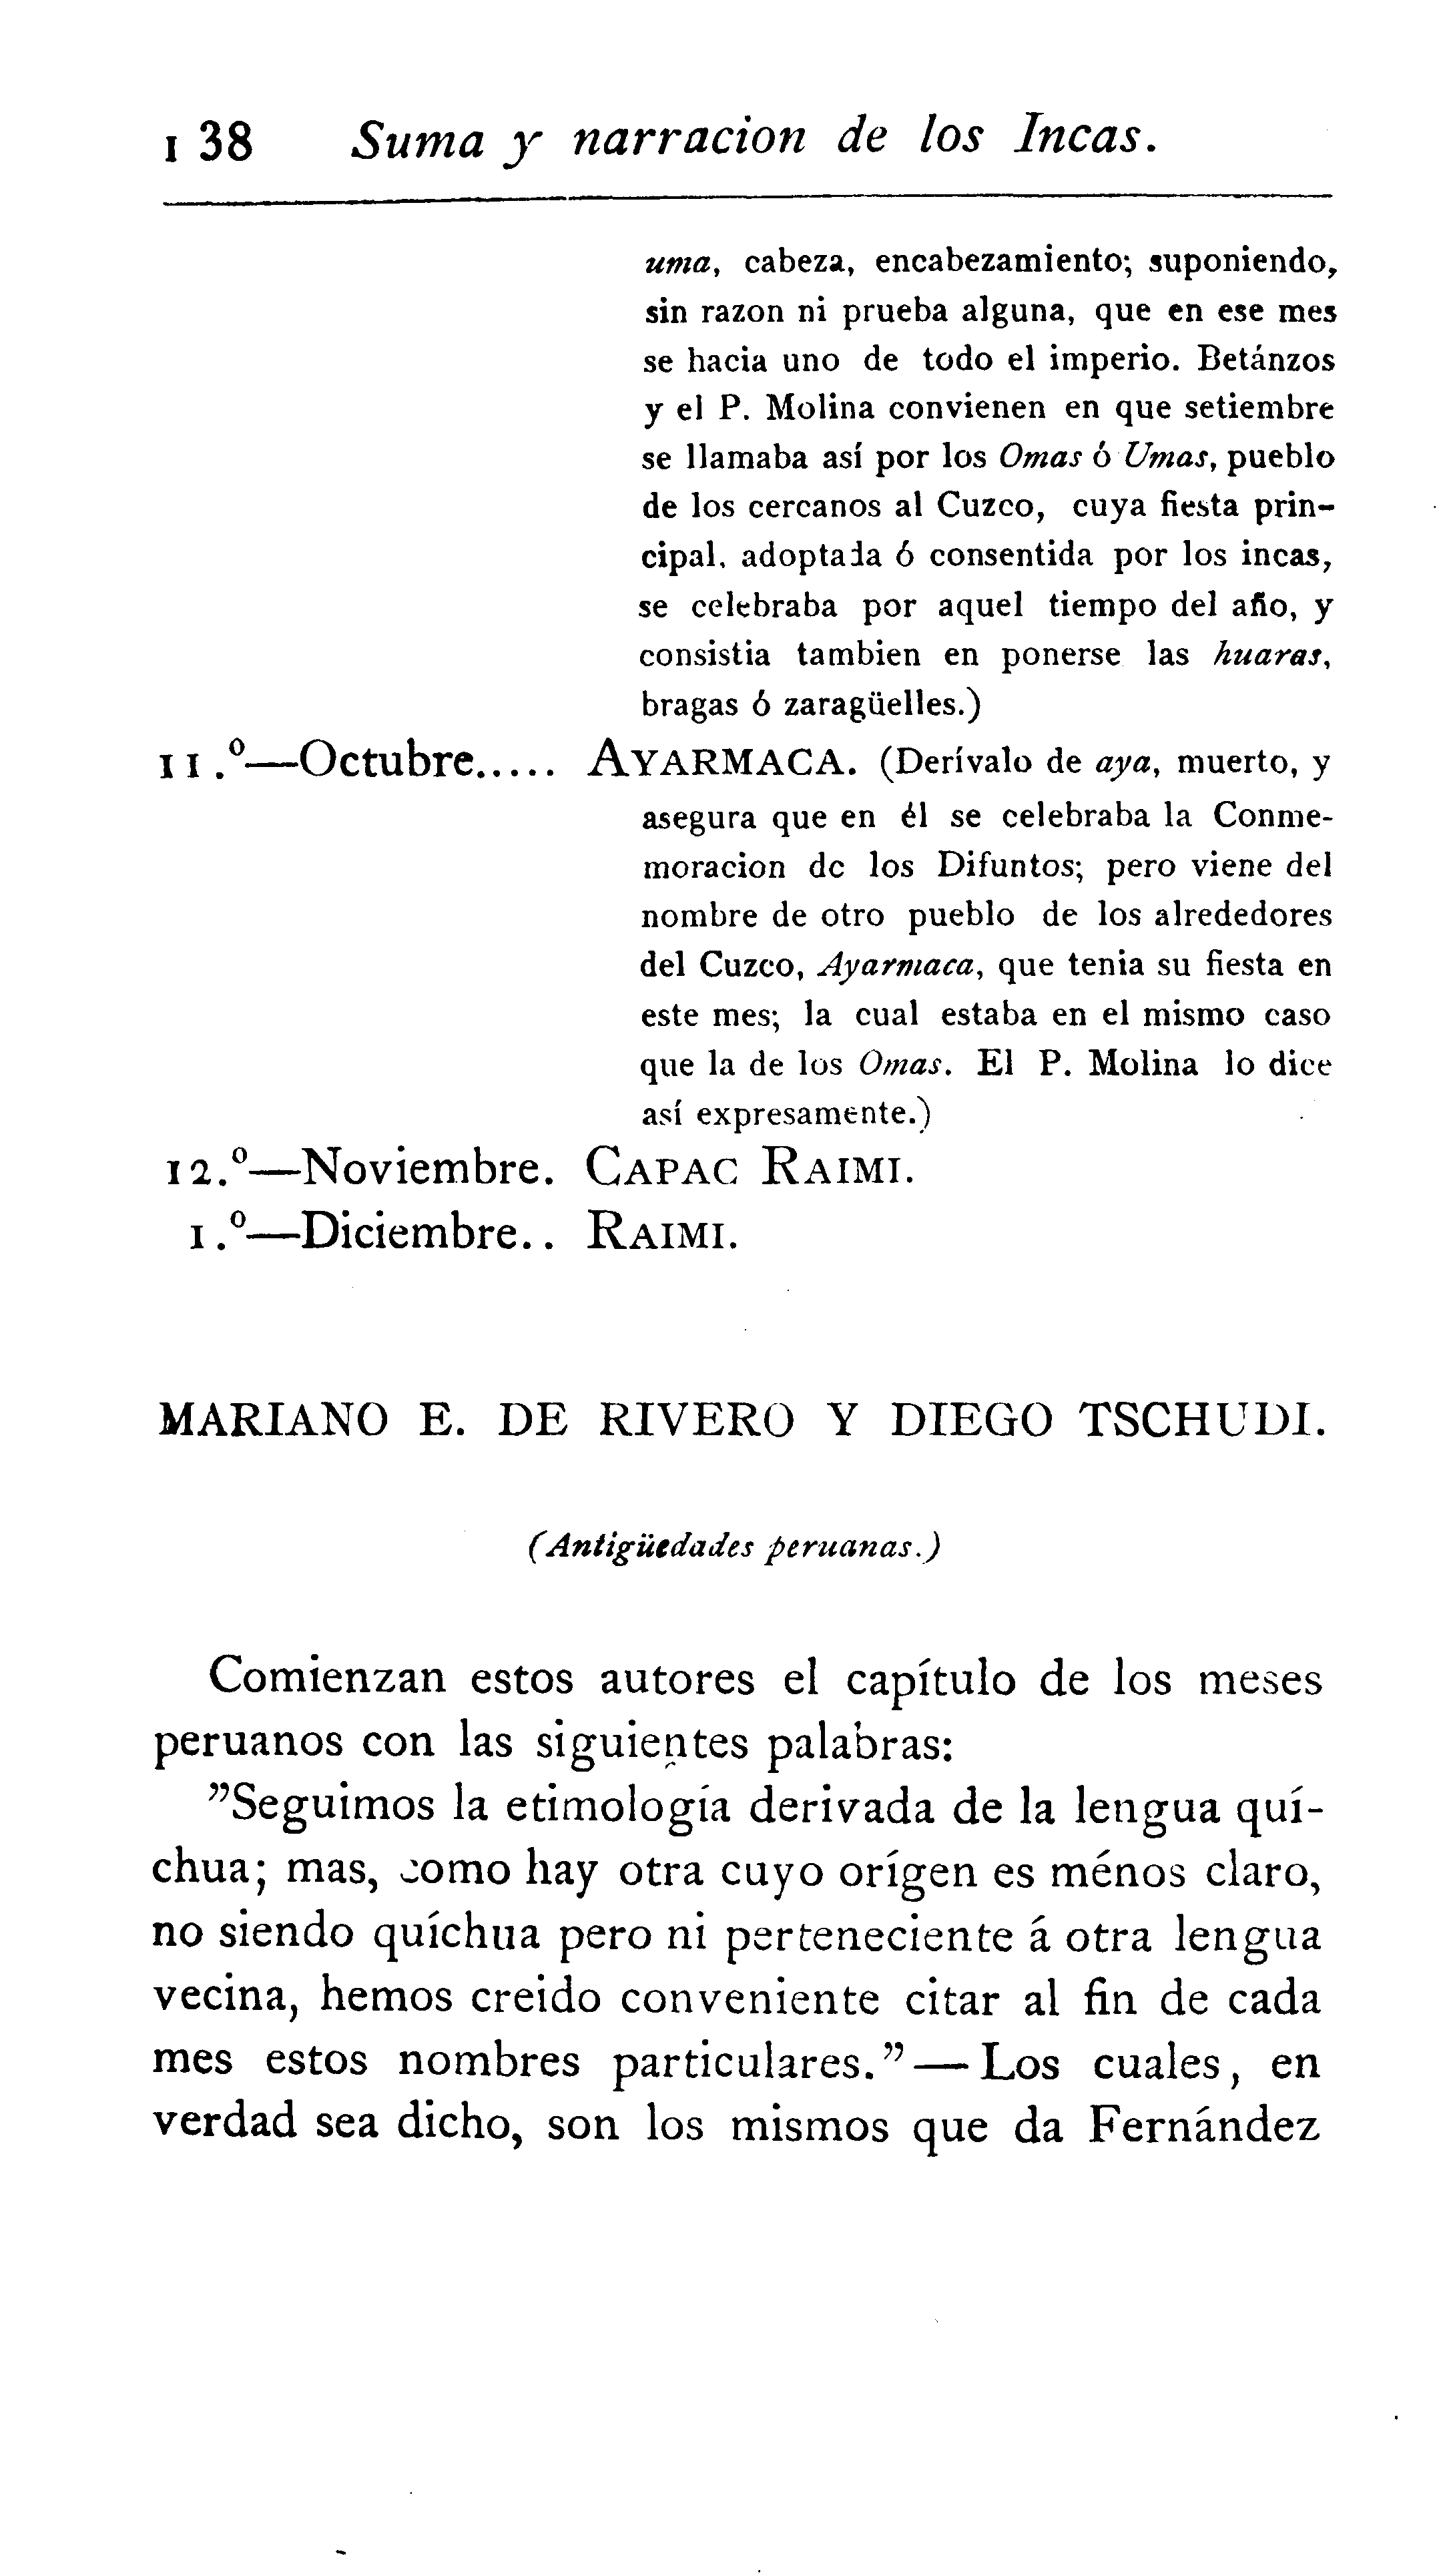 138 Suma y narracion de los Incas.
uma, cabeza, encabezamiento; suponiendo,
sin razon ni prueba alguna, que en ese mes
se hacia uno de todo el imperio. Betánzos
y el P. Molina convienen en que setiembre
se llamaba así por los Omas ó Umas, pueblo
de los cercanos al Cuzco, cuya fiesta prin-
cipal, adoptada ó consentida por los incas,
se celebraba por aquel tiempo del año, y
consistia tambien en ponerse las huaras,
bragas ó zaragüelles.)
11.º—Octubre..... AYARMACA. (Derívalo de aya, muerto, y
asegura que en él se celebraba la Conme-
moracion de los Difuntos; pero viene del
nombre de otro pueblo de los alrededores
del Cuzco, Ayarmaca, que tenia su fiesta en
este mes; la cual estaba en el mismo caso
que la de los Omas. El P. Molina lo dice
así expresamente.)
12.º—Noviembre. CAPAC RAIMI.
1.º—Diciembre.. RAIMI.
MARIANO E. DE RIVERO Y DIEGO TSCHUDI.
(Antigüedades peruanas.)
Comienzan estos autores el capítulo de los meses
peruanos con las siguientes palabras:
”Seguimos la etimología derivada de la lengua quí-
chua; mas, como hay otra cuyo orígen es ménos claro,
no siendo quíchua pero ni perteneciente á otra lengua
vecina, hemos creido conveniente citar al fin de cada
mes estos nombres particulares.”—Los cuales, en
verdad sea dicho, son los mismos que da Fernández